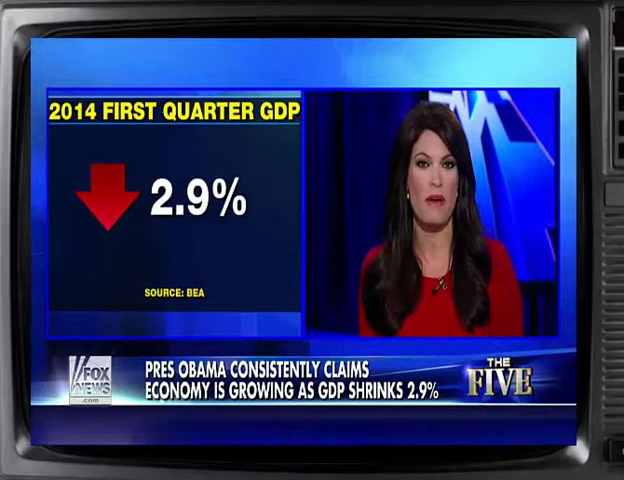 2014 FIRST QUARTER GDP
2.9%
SOURCE: BEA
FOX
NEWS
.com
PRES OBAMA CONSISTENTLY CLAIMS
ECONOMY IS GROWING AS GDP SHRINKS 2.9%
THE
FIVE